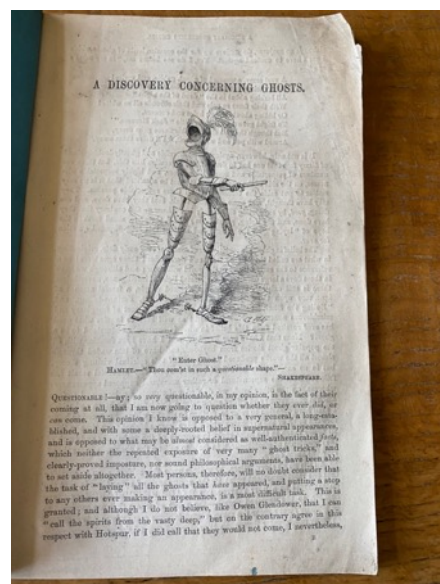 A DISCOVERY CONCERNING GHOSTS.
"Enter Ghost."
HAMLET.—"Thou com'st in such a questionable shape."—
SHAKESPEARE.
QUESTIONABLE!—ay; so very questionable, in my opinion, is the fact of their
coming at all, that I am now going to question whether they ever did, or
can come. This opinion I know is opposed to a very general, a long-esta-
blished, and with some a deeply-rooted belief in supernatural appearances,
and is opposed to what may be almost considered as well-authenticated facts,
which neither the repeated exposure of very many "ghost tricks," and
clearly-proved imposture, nor sound philosophical arguments, have been able
to set aside altogether. Most persons, therefore, will no doubt consider that
the task of "laying" all the ghosts that have appeared, and putting a stop
to any others ever making an appearance, is a most difficult task. This is
granted; and although I do not believe, like Owen Glendower, that I can
"call the spirits from the vasty deep," but on the contrary agree in this
respect with Hotspur, if I did call that they would not come, I nevertheless,